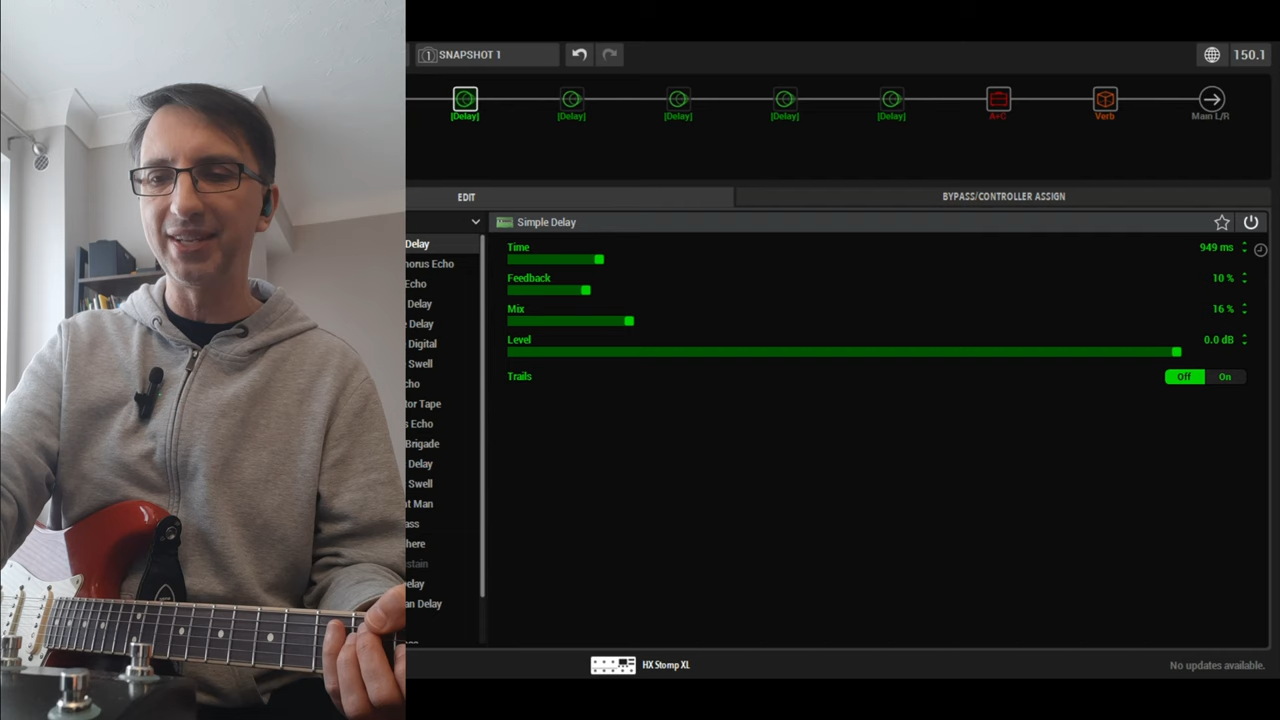 1 SNAPSHOT 1
150.1
|Delay|
|Delay|
|Delay|
|Delay|
|Delay|
A+C
Verb
Main L/R
EDIT
BYPASS/CONTROLLER ASSIGN
Simple Delay
Delay
horus Echo
Echo
Delay
Delay
Digital
Swell
cho
tor Tape
s Echo
Brigade
Delay
Swell
t Man
ass
here
stain
elay
an Delay
Time
949 ms
Feedback
10 %
Mix
16 %
Level
0.0 dB
Trails
Off
On
HX Stomp XL
No updates available.